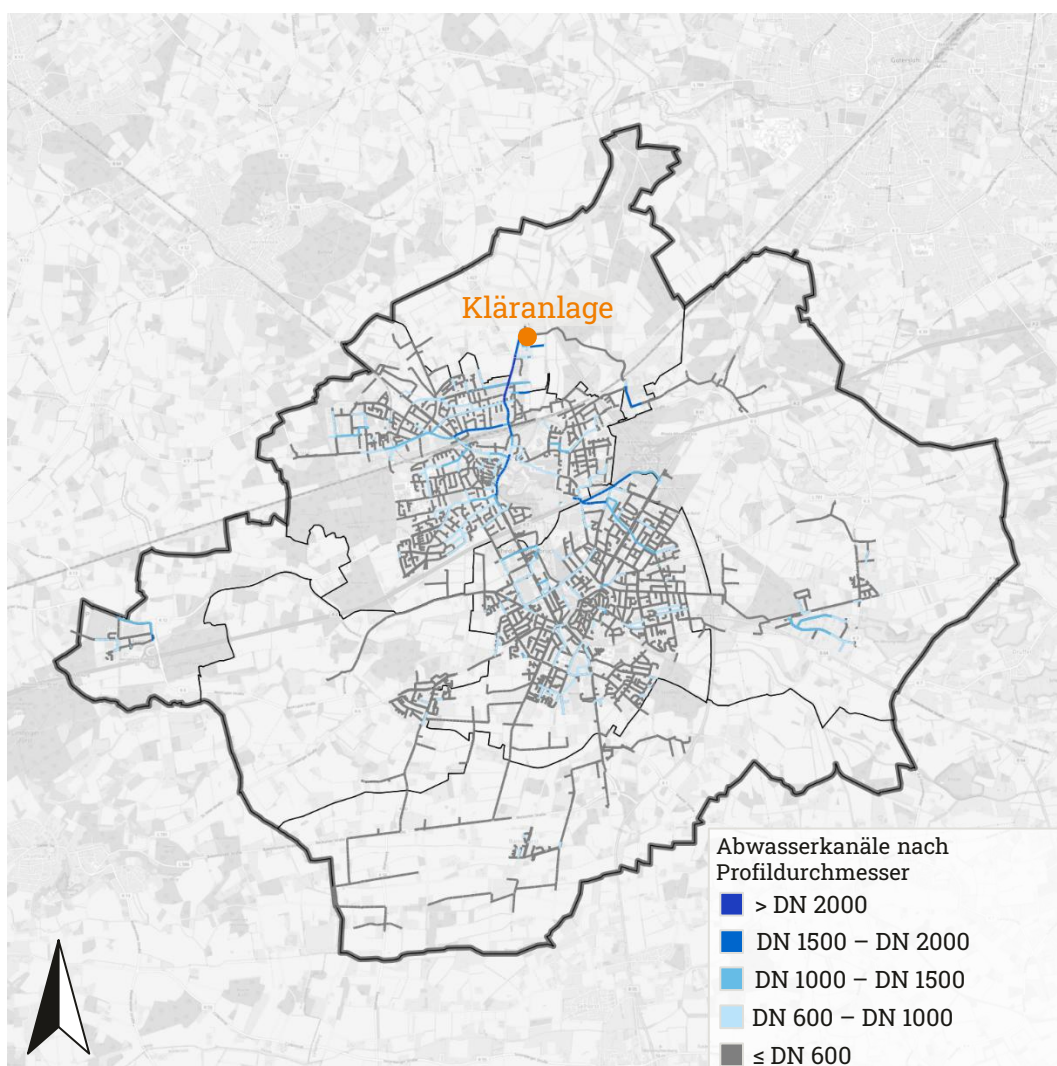 Gütersloh
Kläranlage
Abwasserkanäle nach
Profildurchmesser
> DN 2000
DN 1500 – DN 2000
DN 1000 – DN 1500
DN 600 – DN 1000
≤ DN 600